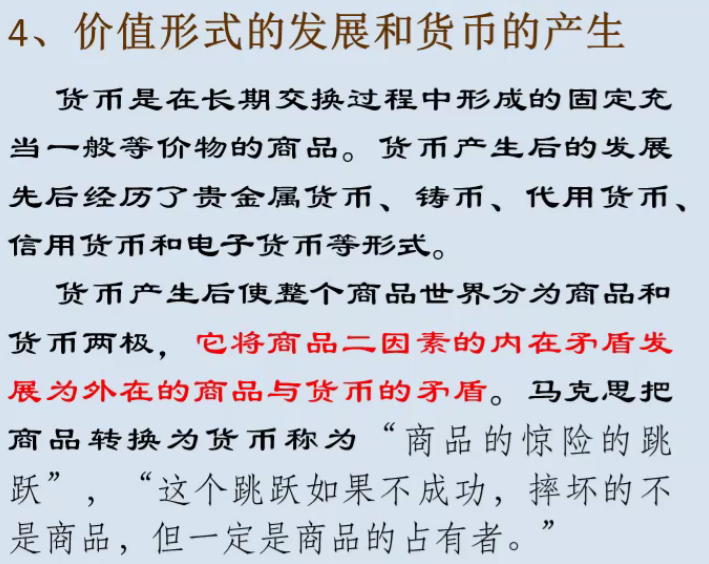 4、价值形式的发展和货币的产生
货币是在长期交换过程中形成的固定充
当一般等价物的商品。货币产生后的发展
先后经历了贵金属货币、铸币、代用货币、
信用货币和电子货币等形式。
货币产生后使整个商品世界分为商品和
货币两极，它将商品二因素的内在矛盾发
展为外在的商品与货币的矛盾。马克思把
商品转换为货币称为“商品的惊险的跳
跃”，“这个跳跃如果不成功，摔坏的不
是商品，但一定是商品的占有者。”